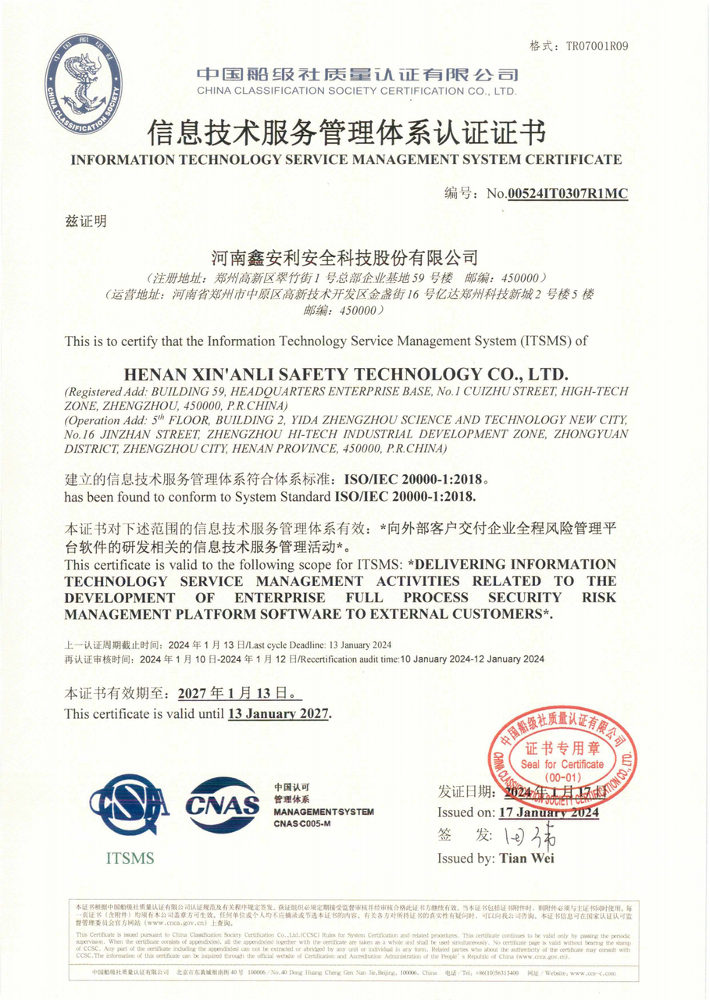 格式：TR07001R09
中国船级社
CHINA CLASSIFICATION SOCIETY
中国船级社质量认证有限公司
CHINA CLASSIFICATION SOCIETY CERTIFICATION CO., LTD.
信息技术服务管理体系认证证书
INFORMATION TECHNOLOGY SERVICE MANAGEMENT SYSTEM CERTIFICATE
编号：No.00524IT0307R1MC
兹证明
河南鑫安利安全科技股份有限公司
（注册地址：郑州高新区翠竹街1 号总部企业基地59 号楼 邮编：450000）
（运营地址：河南省郑州市中原区高新技术开发区金盏街16 号亿达郑州科技新城2 号楼5 楼
邮编：450000）
This is to certify that the Information Technology Service Management System (ITSMS) of
HENAN XIN'ANLI SAFETY TECHNOLOGY CO., LTD.
(Registered Add: BUILDING 59, HEADQUARTERS ENTERPRISE BASE, No.1 CUIZHU STREET, HIGH-TECH
ZONE, ZHENGZHOU, 450000, P.R.CHINA)
(Operation Add: 5th FLOOR, BUILDING 2, YIDA ZHENGZHOU SCIENCE AND TECHNOLOGY NEW CITY,
No.16 JINZHAN STREET, ZHENGZHOU HI-TECH INDUSTRIAL DEVELOPMENT ZONE, ZHONGYUAN
DISTRICT, ZHENGZHOU CITY, HENAN PROVINCE, 450000, P.R.CHINA)
建立的信息技术服务管理体系符合体系标准：ISO/IEC 20000-1:2018。
has been found to conform to System Standard ISO/IEC 20000-1:2018.
本证书对下述范围的信息技术服务管理体系有效：*向外部客户交付企业全程风险管理平
台软件的研发相关的信息技术服务管理活动*。
This certificate is valid to the following scope for ITSMS: *DELIVERING INFORMATION
TECHNOLOGY SERVICE MANAGEMENT ACTIVITIES RELATED TO THE
DEVELOPMENT OF ENTERPRISE FULL PROCESS SECURITY RISK
MANAGEMENT PLATFORM SOFTWARE TO EXTERNAL CUSTOMERS*.
上一认证周期截止时间：2024 年 1 月 13 日/Last cycle Deadline: 13 January 2024
再认证审核时间：2024 年 1 月 10 日-2024 年 1 月 12 日/Recertification audit time:10 January 2024-12 January 2024
本证书有效期至：2027 年 1 月 13 日。
This certificate is valid until 13 January 2027.
中国船级社质量认证有限公司
证书专用章
Seal for Certificate
(00-01)
CHINA CLASSIFICATION SOCIETY CERTIFICATION CO., LTD.
CSQA
ITSMS
CNAS
中国认可
管理体系
MANAGEMENT SYSTEM
CNAS C005-M
发证日期：2024 年 1 月 17 日
Issued on: 17 January 2024
签 发：田纬
Issued by: Tian Wei
本证书根据中国船级社质量认证有限公司认证规范及有关程序规定签发。获证组织必须定期接受监督审核并经审核合格此证书方继续有效。当本证书包括证书附件时，则附件必须与主证书同时使用。每
一页证书（含附件）均须有本公司盖章方可生效。任何单位或个人均不应摘录或节选本证书的内容。有关各方对所持证书的真实性有疑问时，可以向我公司咨询。本证书信息可在国家认证认可监
督管理委员会官方网站（www.cnca.gov.cn）上查询。
This Certificate is issued pursuant to China Classification Society Certification Co.,Ltd.(CCSC) Rules for System Certification and related procedures. This certificate continues to be valid only by passing the periodic
supervision. When the certificate consists of appendix(es), all the appendix(es) together with the certificate are taken as a whole and shall be used simultaneously. No certificate page is valid without bearing the stamp
of CCSC. Any part of the certificate including the appendix(es) can not be extracted or abridged by any unit or individual in any form. Related parties who about the authenticity of the certificate may consult with
CCSC.The information of this certificate can be inquired through the official website of Certification and Accreditation Administration of the People's Republic of China (www.cnca.gov.cn).
中国船级社质量认证有限公司 北京市东黄城根南街40 号 100006 / No.40 Dong Huang Cheng Gen Nan Jie,Beijing, 100006, China 电话 / Tel: +86(10)56313400 网址 / Website: www.ccs-c.com